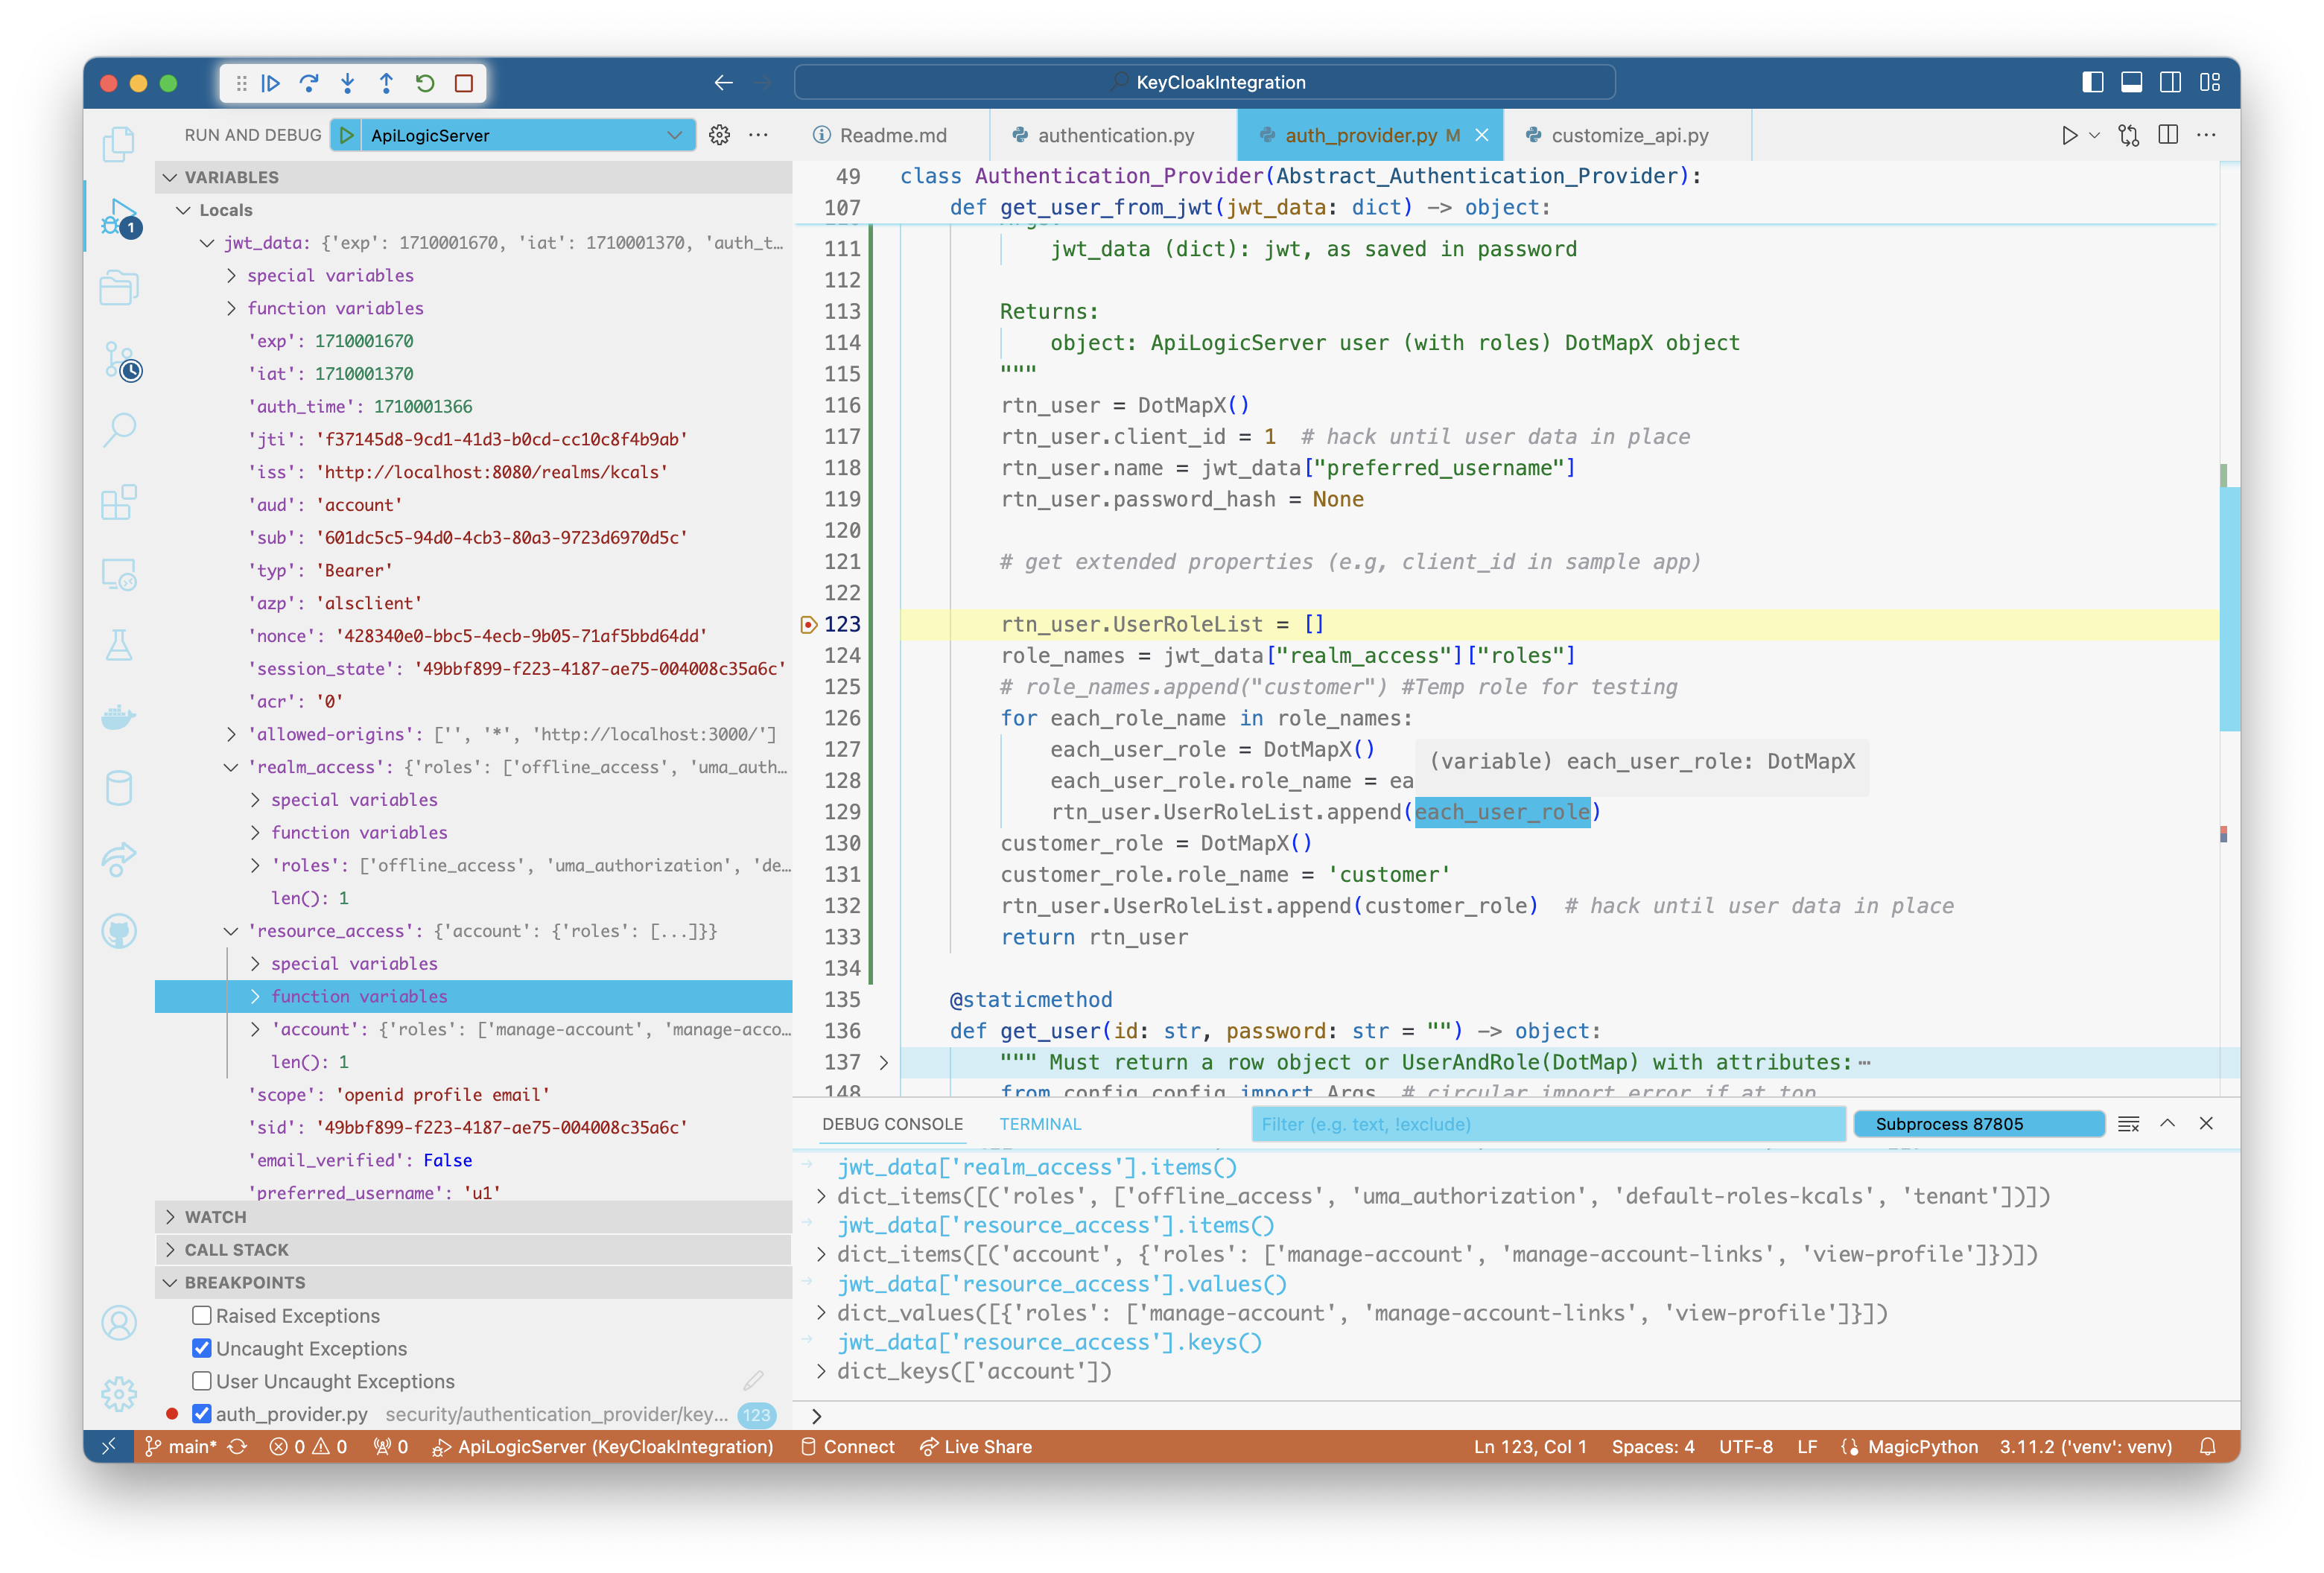 KeyCloakIntegration
RUN AND DEBUG ApiLogicServer
Readme.md
authentication.py
auth_provider.py M
customize_api.py
VARIABLES
Locals
jwt_data: {'exp': 1710001670, 'iat': 1710001370, 'auth_t…
special variables
function variables
'exp': 1710001670
'iat': 1710001370
'auth_time': 1710001366
'jti': 'f37145d8-9cd1-41d3-b0cd-cc10c8f4b9ab'
'iss': 'http://localhost:8080/realms/kcals'
'aud': 'account'
'sub': '601dc5c5-94d0-4cb3-80a3-9723d6970d5c'
'typ': 'Bearer'
'azp': 'alsclient'
'nonce': '428340e0-bbc5-4ecb-9b05-71af5bbd64dd'
'session_state': '49bbf899-f223-4187-ae75-004008c35a6c'
'acr': '0'
'allowed-origins': ['', '*', 'http://localhost:3000/']
'realm_access': {'roles': ['offline_access', 'uma_auth…
special variables
function variables
'roles': ['offline_access', 'uma_authorization', 'de…
len(): 1
'resource_access': {'account': {'roles': [...]}}
special variables
function variables
'account': {'roles': ['manage-account', 'manage-acco…
len(): 1
'scope': 'openid profile email'
'sid': '49bbf899-f223-4187-ae75-004008c35a6c'
'email_verified': False
'preferred_username': 'u1'
WATCH
CALL STACK
BREAKPOINTS
Raised Exceptions
Uncaught Exceptions
User Uncaught Exceptions
auth_provider.py security/authentication_provider/key… 123
1
49 class Authentication_Provider(Abstract_Authentication_Provider):
107 def get_user_from_jwt(jwt_data: dict) -> object:
111 jwt_data (dict): jwt, as saved in password
112
113 Returns:
114 object: ApiLogicServer user (with roles) DotMapX object
115 """
116 rtn_user = DotMapX()
117 rtn_user.client_id = 1 # hack until user data in place
118 rtn_user.name = jwt_data["preferred_username"]
119 rtn_user.password_hash = None
120
121 # get extended properties (e.g, client_id in sample app)
122
123 rtn_user.UserRoleList = []
124 role_names = jwt_data["realm_access"]["roles"]
125 # role_names.append("customer") #Temp role for testing
126 for each_role_name in role_names:
127 each_user_role = DotMapX()
(variable) each_user_role: DotMapX
128 each_user_role.role_name = ea
129 rtn_user.UserRoleList.append(each_user_role)
130 customer_role = DotMapX()
131 customer_role.role_name = 'customer'
132 rtn_user.UserRoleList.append(customer_role) # hack until user data in place
133 return rtn_user
134
135 @staticmethod
136 def get_user(id: str, password: str = "") -> object:
137 """ Must return a row object or UserAndRole(DotMap) with attributes:…
148 from config.config import Args # circular import error if at top
DEBUG CONSOLE TERMINAL Filter (e.g. text, !exclude) Subprocess 87805
jwt_data['realm_access'].items()
dict_items([('roles', ['offline_access', 'uma_authorization', 'default-roles-kcals', 'tenant'])])
jwt_data['resource_access'].items()
dict_items([('account', {'roles': ['manage-account', 'manage-account-links', 'view-profile']})])
jwt_data['resource_access'].values()
dict_values([{'roles': ['manage-account', 'manage-account-links', 'view-profile']}])
jwt_data['resource_access'].keys()
dict_keys(['account'])
main* 0 0 0 ApiLogicServer (KeyCloakIntegration) Connect Live Share Ln 123, Col 1 Spaces: 4 UTF-8 LF MagicPython 3.11.2 ('venv': venv)